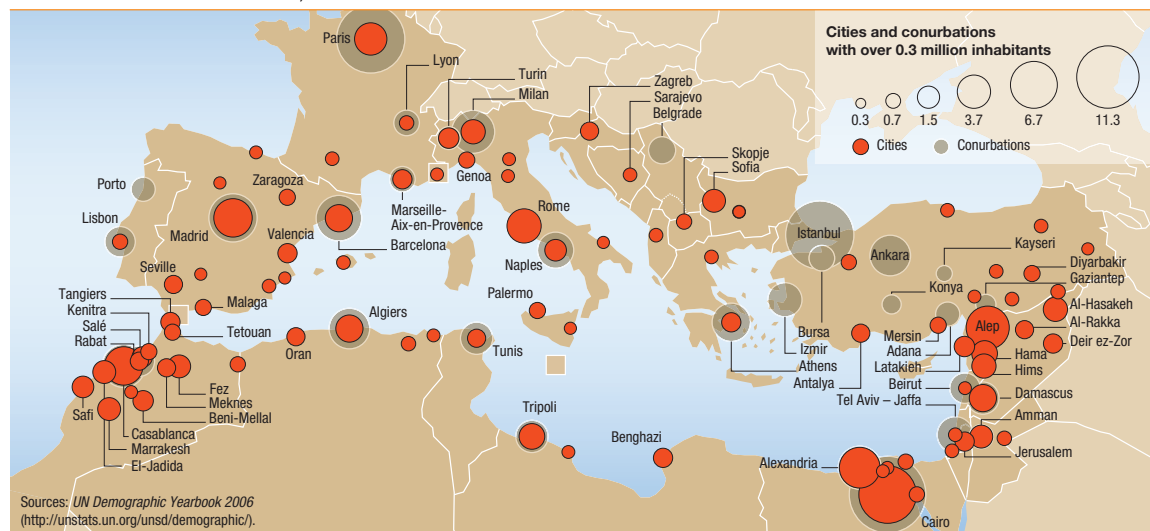 Cities and conurbations
with over 0.3 million inhabitants
0.3 0.7 1.5 3.7 6.7 11.3
Cities Conurbations
Paris
Lyon
Turin
Milan
Zagreb
Sarajevo
Belgrade
Skopje
Sofia
Porto
Lisbon
Madrid
Zaragoza
Valencia
Seville
Barcelona
Marseille-
Aix-en-Provence
Genoa
Rome
Naples
Palermo
Istanbul
Ankara
Kayseri
Diyarbakir
Gaziantep
Konya
Al-Hasakeh
Al-Rakka
Deir ez-Zor
Alep
Bursa
Izmir
Athens
Antalya
Mersin
Adana
Latakieh
Hama
Hims
Beirut
Damascus
Tel Aviv – Jaffa
Amman
Jerusalem
Tangiers
Kenitra
Salé
Rabat
Malaga
Tetouan
Oran
Algiers
Tunis
Safi
Fez
Meknes
Beni-Mellal
Casablanca
Marrakesh
El-Jadida
Tripoli
Benghazi
Alexandria
Cairo
Sources: UN Demographic Yearbook 2006
(http://unstats.un.org/unsd/demographic/).